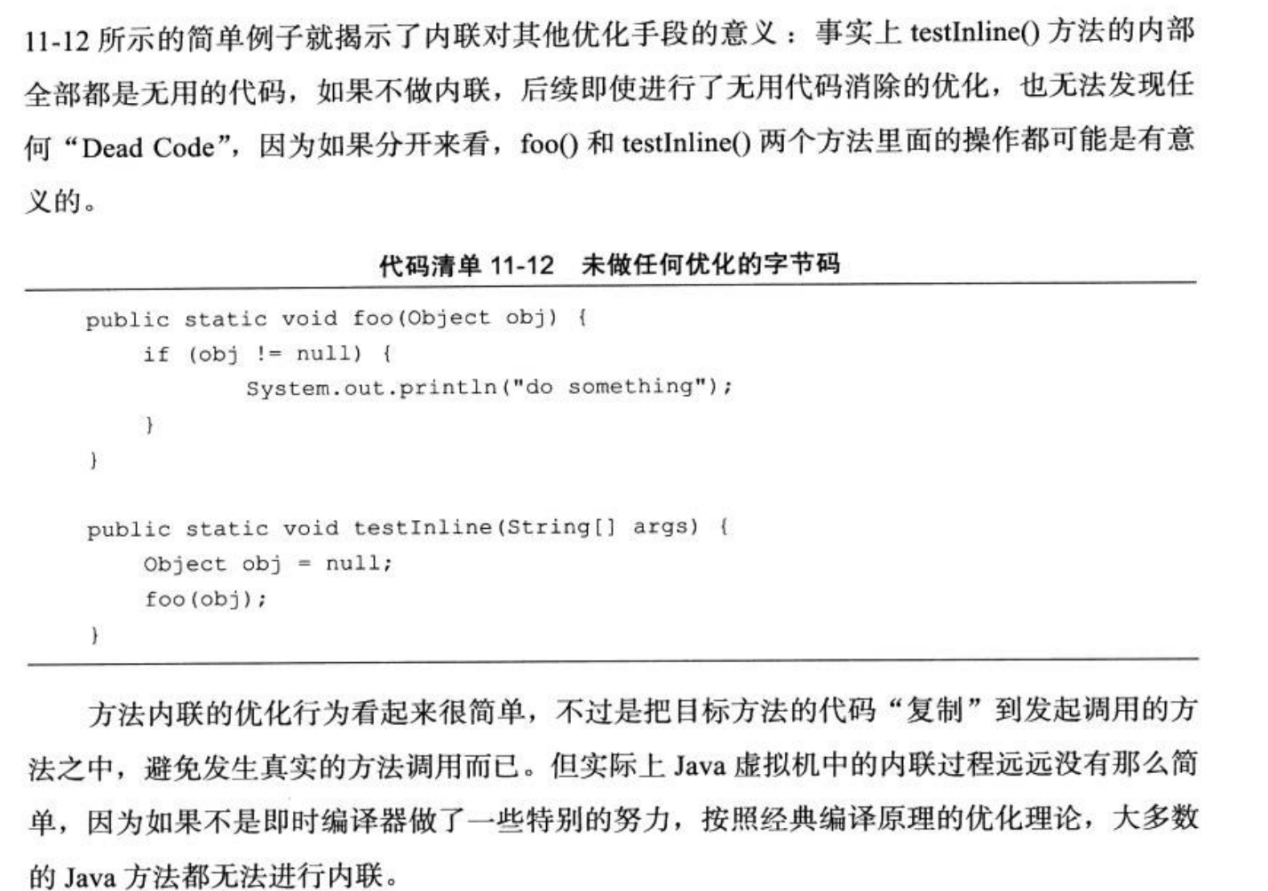 11-12 所示的简单例子就揭示了内联对其他优化手段的意义：事实上 testInline() 方法的内部
全部都是无用的代码，如果不做内联，后续即使进行了无用代码消除的优化，也无法发现任
何“Dead Code”，因为如果分开来看，foo() 和 testInline() 两个方法里面的操作都可能是有意
义的。
代码清单 11-12 未做任何优化的字节码
public static void foo(Object obj) {
    if (obj != null) {
        System.out.println("do something");
    }
}
public static void testInline(String[] args) {
    Object obj = null;
    foo(obj);
}
方法内联的优化行为看起来很简单，不过是把目标方法的代码“复制”到发起调用的方
法之中，避免发生真实的方法调用而已。但实际上 Java 虚拟机中的内联过程远远没有那么简
单，因为如果不是即时编译器做了一些特别的努力，按照经典编译原理的优化理论，大多数
的 Java 方法都无法进行内联。